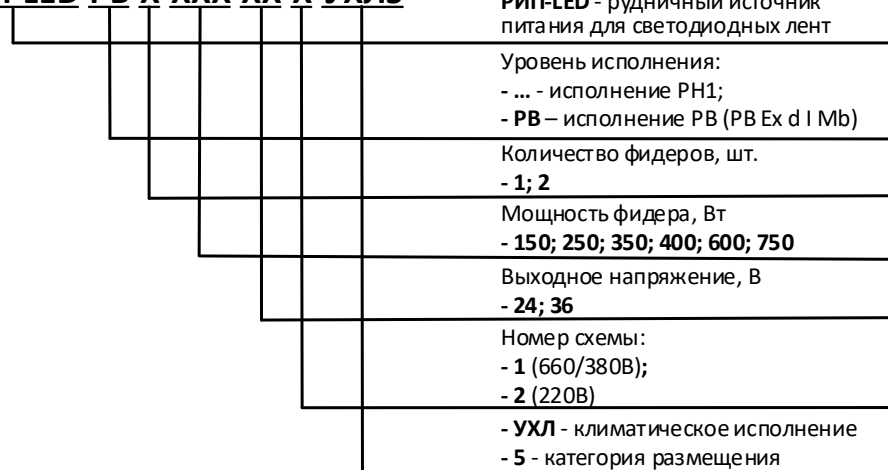 РИП-LED - рудничный источник
питания для светодиодных лент
Уровень исполнения:
- ... - исполнение РН1;
- РВ – исполнение РВ (РВ Ex d I Mb)
Количество фидеров, шт.
- 1; 2
Мощность фидера, Вт
- 150; 250; 350; 400; 600; 750
Выходное напряжение, В
- 24; 36
Номер схемы:
- 1 (660/380В);
- 2 (220В)
- УХЛ - климатическое исполнение
- 5 - категория размещения